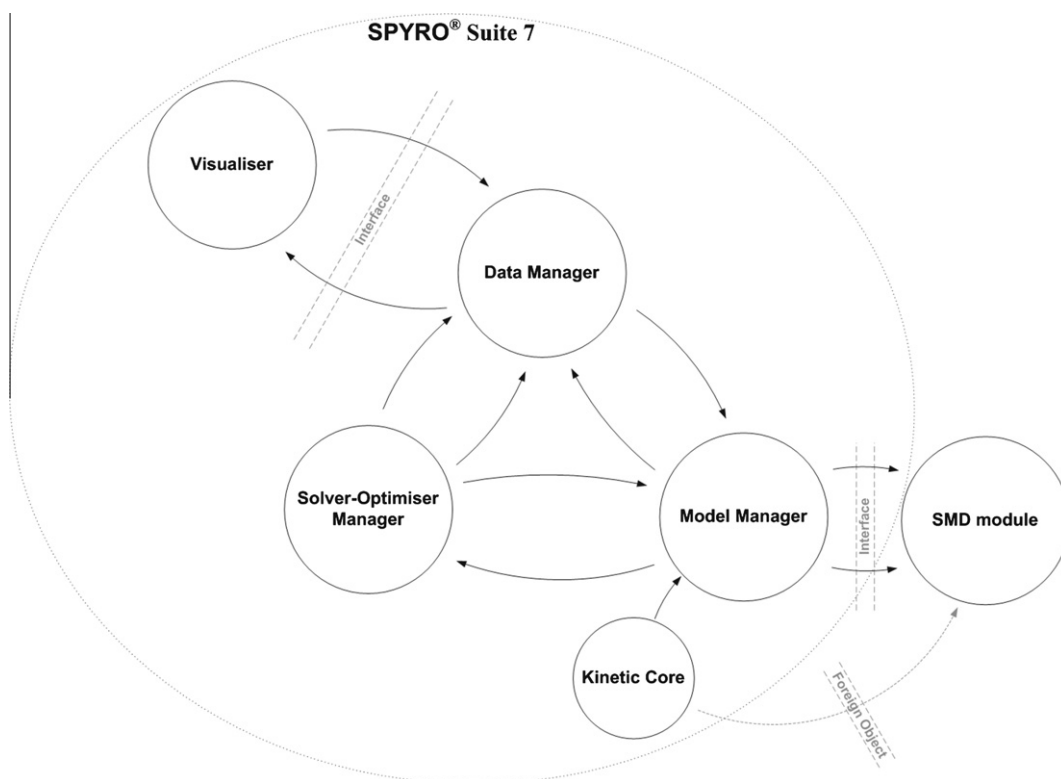 SPYRO® Suite 7
Visualiser
Interface
Data Manager
Solver-Optimiser
Manager
Model Manager
Interface
SMD module
Kinetic Core
Foreign Object